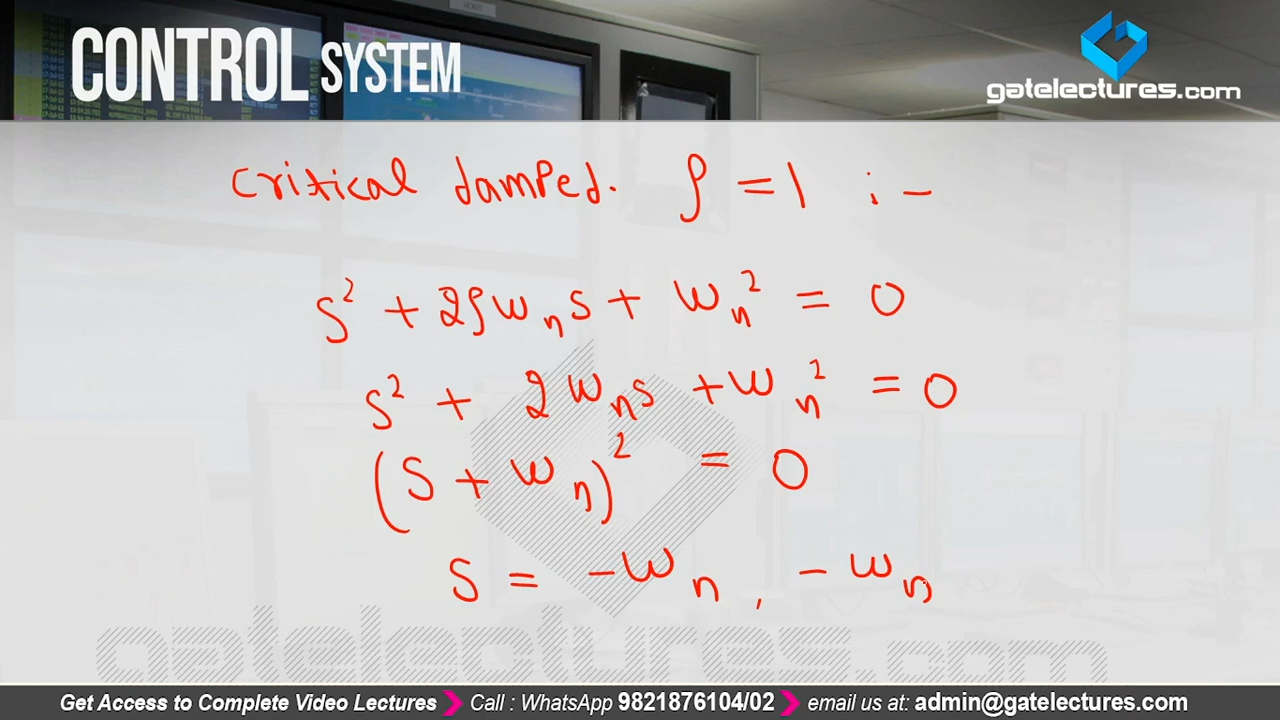 CONTROL SYSTEM
gatelectures.com
critical damped. ρ = 1 : -
s² + 2ρωₙs + ωₙ² = 0
s² + 2ωₙs + ωₙ² = 0
(s + ωₙ)² = 0
s = -ωₙ, -ωₙ
gatelectures.com
Get Access to Complete Video Lectures Call : WhatsApp 9821876104/02 email us at: admin@gatelectures.com